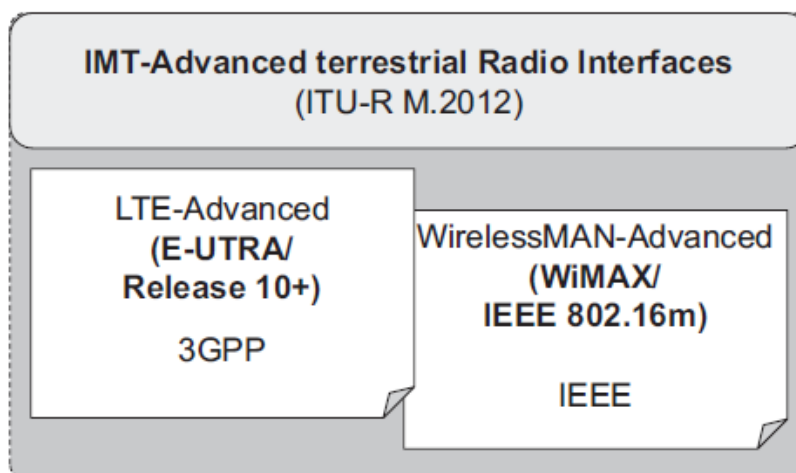 IMT-Advanced terrestrial Radio Interfaces
(ITU-R M.2012)
LTE-Advanced
(E-UTRA/
Release 10+)
3GPP
WirelessMAN-Advanced
(WiMAX/
IEEE 802.16m)
IEEE